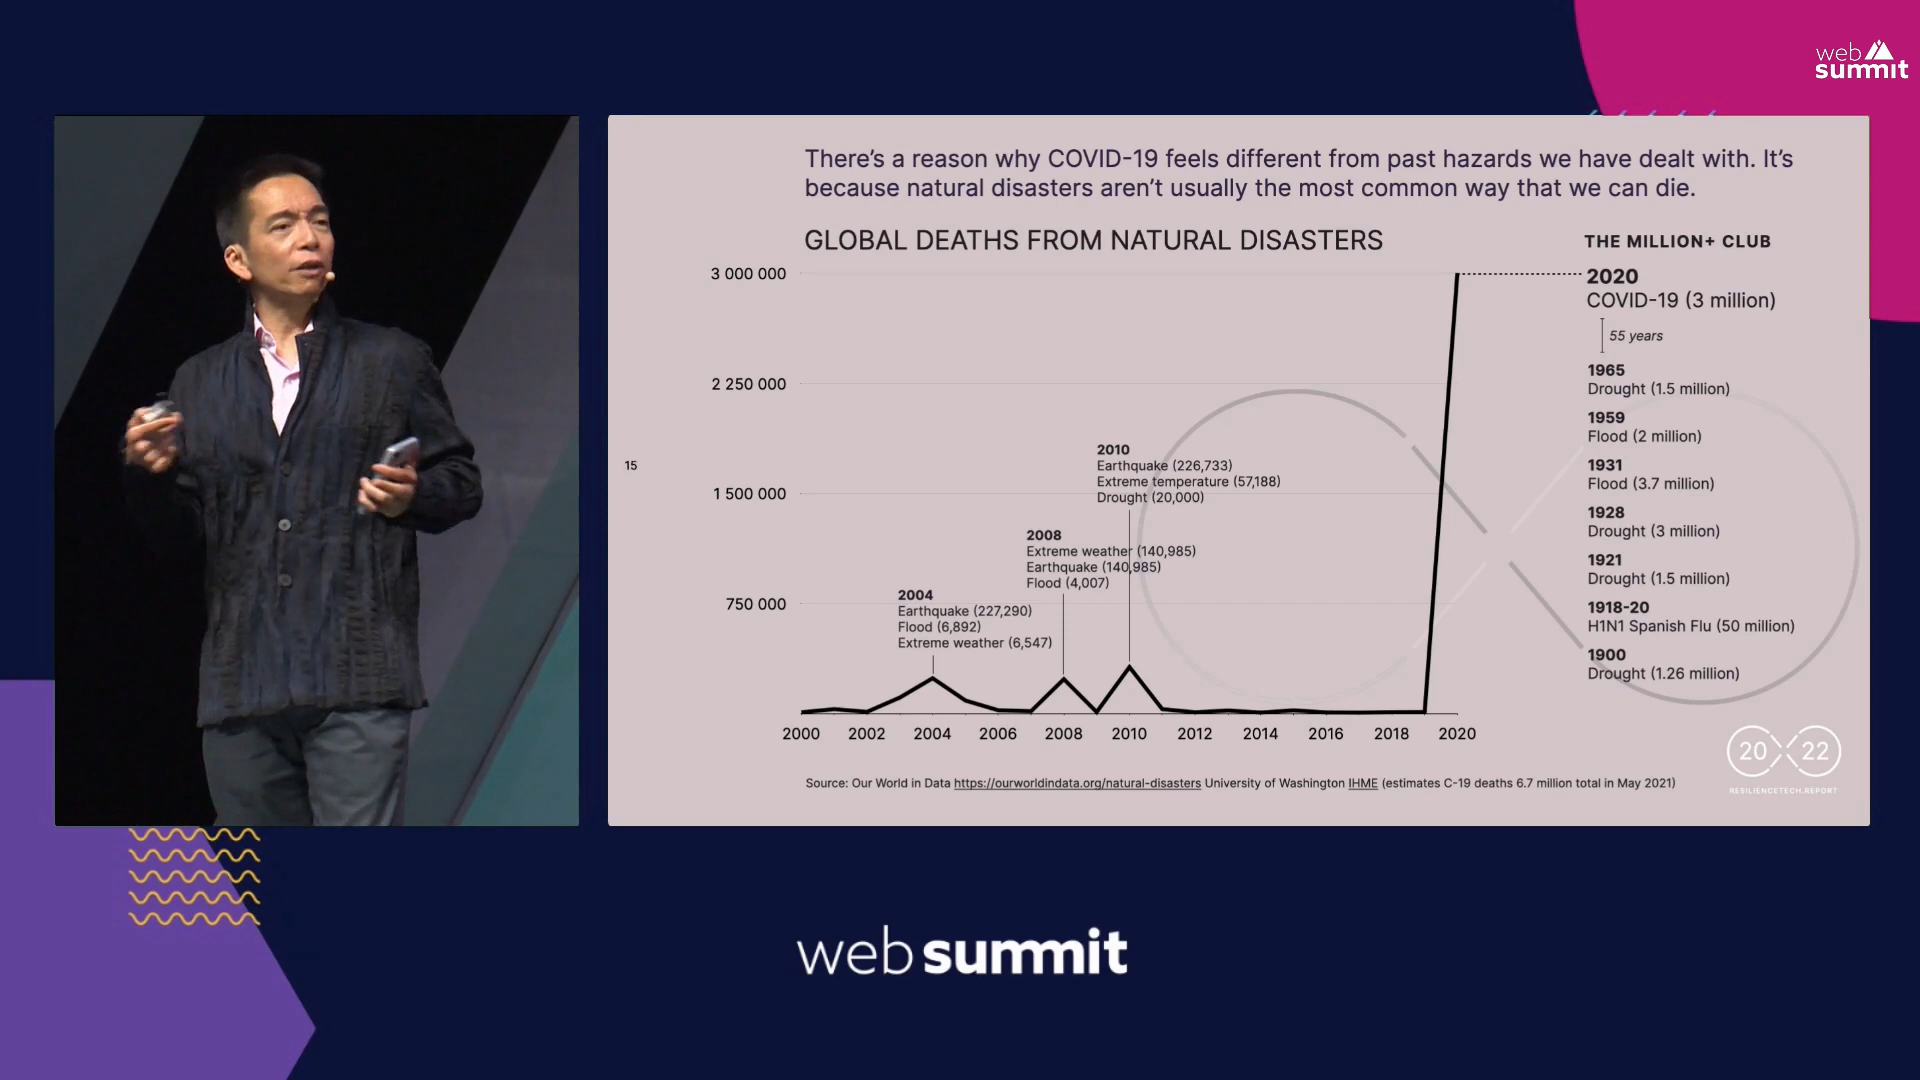 web
summit
There's a reason why COVID-19 feels different from past hazards we have dealt with. It's
because natural disasters aren't usually the most common way that we can die.
GLOBAL DEATHS FROM NATURAL DISASTERS
3 000 000
2 250 000
1 500 000
750 000
15
2010
Earthquake (226,733)
Extreme temperature (57,188)
Drought (20,000)
2008
Extreme weather (140,985)
Earthquake (140,985)
Flood (4,007)
2004
Earthquake (227,290)
Flood (6,892)
Extreme weather (6,547)
2000 2002 2004 2006 2008 2010 2012 2014 2016 2018 2020
THE MILLION+ CLUB
2020
COVID-19 (3 million)
55 years
1965
Drought (1.5 million)
1959
Flood (2 million)
1931
Flood (3.7 million)
1928
Drought (3 million)
1921
Drought (1.5 million)
1918-20
H1N1 Spanish Flu (50 million)
1900
Drought (1.26 million)
20 22
RESILIENCETECH.REPORT
Source: Our World in Data https://ourworldindata.org/natural-disasters University of Washington IHME (estimates C-19 deaths 6.7 million total in May 2021)
web summit